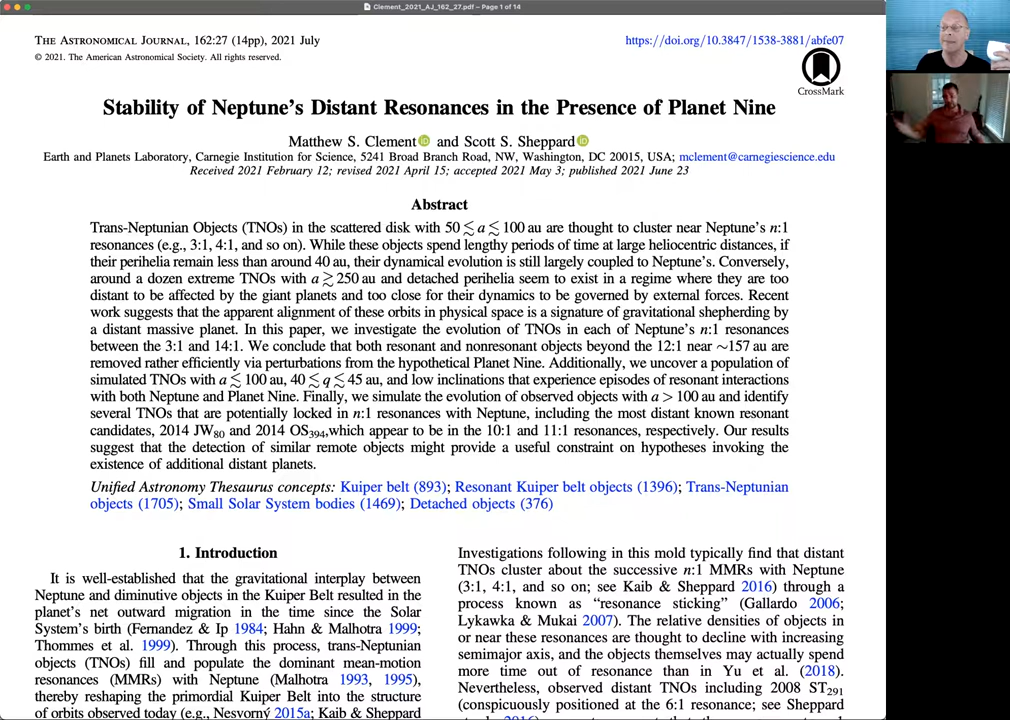 Clement_2021_AJ_162_27.pdf – Page 1 of 14
THE ASTRONOMICAL JOURNAL, 162:27 (14pp), 2021 July
https://doi.org/10.3847/1538-3881/abfe07
© 2021. The American Astronomical Society. All rights reserved.
CrossMark
Stability of Neptune's Distant Resonances in the Presence of Planet Nine
Matthew S. Clement and Scott S. Sheppard
Earth and Planets Laboratory, Carnegie Institution for Science, 5241 Broad Branch Road, NW, Washington, DC 20015, USA; mclement@carnegiescience.edu
Received 2021 February 12; revised 2021 April 15; accepted 2021 May 3; published 2021 June 23
Abstract
Trans-Neptunian Objects (TNOs) in the scattered disk with 50 ≲ a ≲ 100 au are thought to cluster near Neptune's n:1
resonances (e.g., 3:1, 4:1, and so on). While these objects spend lengthy periods of time at large heliocentric distances, if
their perihelia remain less than around 40 au, their dynamical evolution is still largely coupled to Neptune's. Conversely,
around a dozen extreme TNOs with a ≳ 250 au and detached perihelia seem to exist in a regime where they are too
distant to be affected by the giant planets and too close for their dynamics to be governed by external forces. Recent
work suggests that the apparent alignment of these orbits in physical space is a signature of gravitational shepherding by
a distant massive planet. In this paper, we investigate the evolution of TNOs in each of Neptune's n:1 resonances
between the 3:1 and 14:1. We conclude that both resonant and nonresonant objects beyond the 12:1 near ~157 au are
removed rather efficiently via perturbations from the hypothetical Planet Nine. Additionally, we uncover a population of
simulated TNOs with a ≲ 100 au, 40 ≲ q ≲ 45 au, and low inclinations that experience episodes of resonant interactions
with both Neptune and Planet Nine. Finally, we simulate the evolution of observed objects with a > 100 au and identify
several TNOs that are potentially locked in n:1 resonances with Neptune, including the most distant known resonant
candidates, 2014 JW80 and 2014 OS394,which appear to be in the 10:1 and 11:1 resonances, respectively. Our results
suggest that the detection of similar remote objects might provide a useful constraint on hypotheses invoking the
existence of additional distant planets.
Unified Astronomy Thesaurus concepts: Kuiper belt (893); Resonant Kuiper belt objects (1396); Trans-Neptunian
objects (1705); Small Solar System bodies (1469); Detached objects (376)
1. Introduction
It is well-established that the gravitational interplay between
Neptune and diminutive objects in the Kuiper Belt resulted in the
planet's net outward migration in the time since the Solar
System's birth (Fernandez & Ip 1984; Hahn & Malhotra 1999;
Thommes et al. 1999). Through this process, trans-Neptunian
objects (TNOs) fill and populate the dominant mean-motion
resonances (MMRs) with Neptune (Malhotra 1993, 1995),
thereby reshaping the primordial Kuiper Belt into the structure
of orbits observed today (e.g., Nesvorný 2015a; Kaib & Sheppard
Investigations following in this mold typically find that distant
TNOs cluster about the successive n:1 MMRs with Neptune
(3:1, 4:1, and so on; see Kaib & Sheppard 2016) through a
process known as "resonance sticking" (Gallardo 2006;
Lykawka & Mukai 2007). The relative densities of objects in
or near these resonances are thought to decline with increasing
semimajor axis, and the objects themselves may actually spend
more time out of resonance than in Yu et al. (2018).
Nevertheless, observed distant TNOs including 2008 ST291
(conspicuously positioned at the 6:1 resonance; see Sheppard